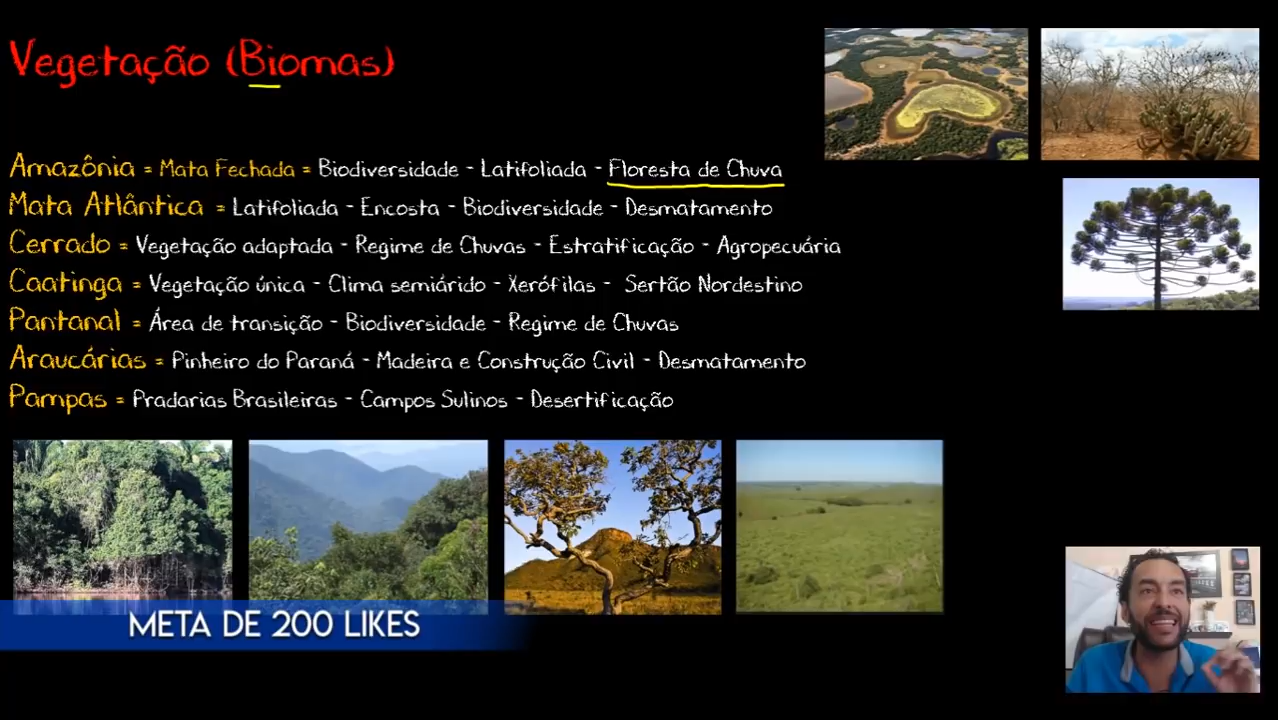 Vegetação (Biomas)
Amazônia = Mata Fechada = Biodiversidade - Latifoliada - Floresta de Chuva
Mata Atlântica = Latifoliada - Encosta - Biodiversidade - Desmatamento
Cerrado = Vegetação adaptada - Regime de Chuvas - Estratificação - Agropecuária
Caatinga = Vegetação única - Clima semiárido - Xerófilas - Sertão Nordestino
Pantanal = Área de transição - Biodiversidade - Regime de Chuvas
Araucárias = Pinheiro do Paraná - Madeira e Construção Civil - Desmatamento
Pampas = Pradarias Brasileiras - Campos Sulinos - Desertificação
META DE 200 LIKES